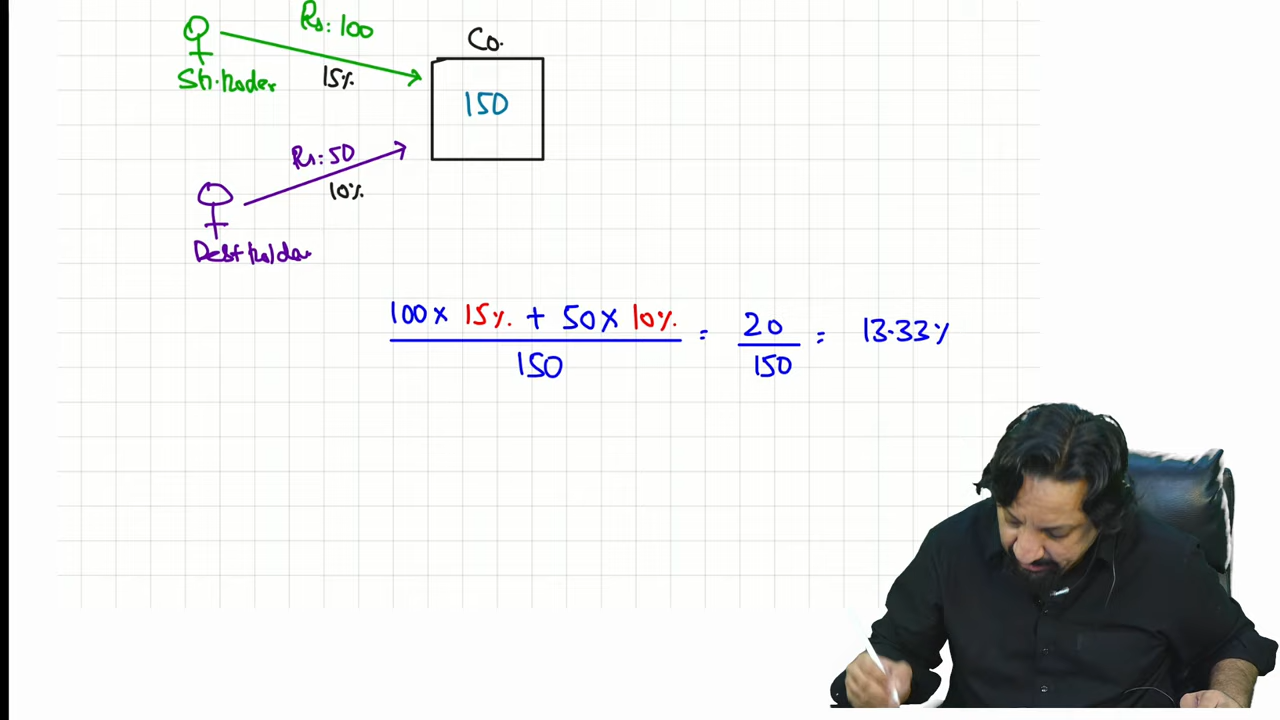 Rs: 100
15%
Sh.holder
Co.
150
Rs: 50
10%
Debt holder
100 x 15% + 50 x 10%
150
= 20
150
= 13.33%